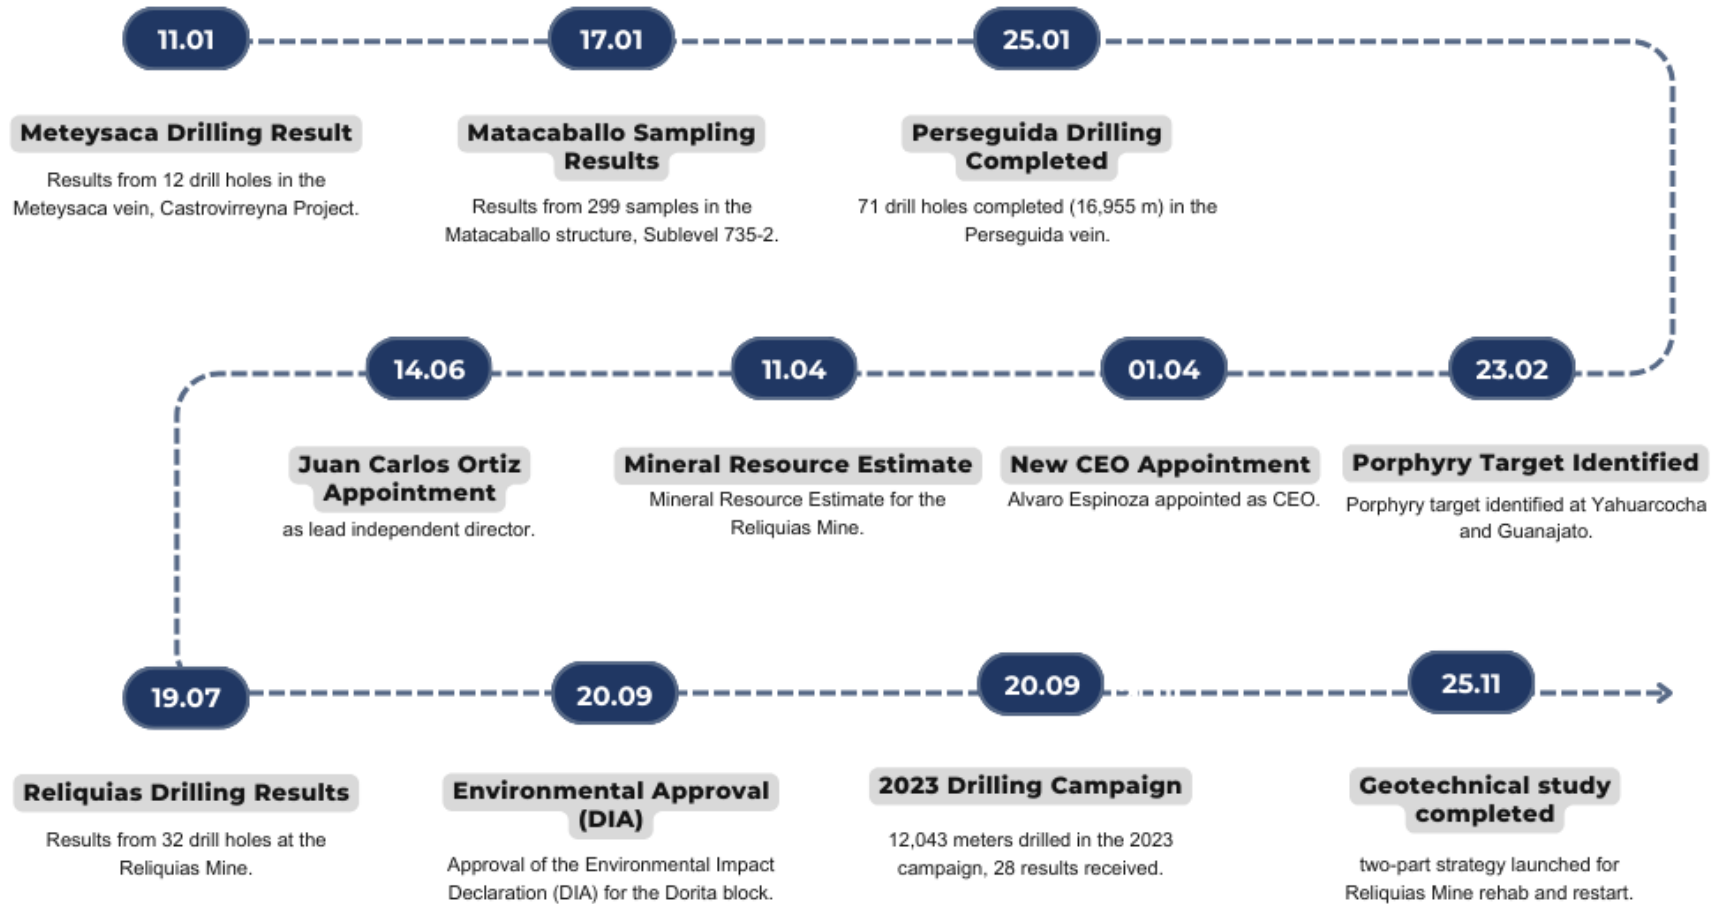 11.01
17.01
25.01
Meteysaca Drilling Result
Results from 12 drill holes in the
Meteysaca vein, Castrovirreyna Project.
Matacaballo Sampling
Results
Results from 299 samples in the
Matacaballo structure, Sublevel 735-2.
Perseguida Drilling
Completed
71 drill holes completed (16,955 m) in the
Perseguida vein.
14.06
11.04
01.04
23.02
Juan Carlos Ortiz
Appointment
as lead independent director.
Mineral Resource Estimate
Mineral Resource Estimate for the
Reliquias Mine.
New CEO Appointment
Alvaro Espinoza appointed as CEO.
Porphyry Target Identified
Porphyry target identified at Yahuarcocha
and Guanajato.
19.07
20.09
20.09
25.11
Reliquias Drilling Results
Results from 32 drill holes at the
Reliquias Mine.
Environmental Approval
(DIA)
Approval of the Environmental Impact
Declaration (DIA) for the Dorita block.
2023 Drilling Campaign
12,043 meters drilled in the 2023
campaign, 28 results received.
Geotechnical study
completed
two-part strategy launched for
Reliquias Mine rehab and restart.